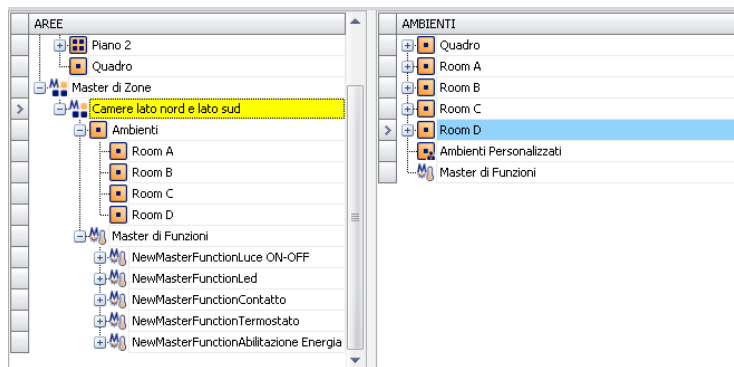 AREE
Piano 2
Quadro
Master di Zone
Camere lato nord e lato sud
Ambienti
Room A
Room B
Room C
Room D
Master di Funzioni
NewMasterFunctionLuce ON-OFF
NewMasterFunctionLed
NewMasterFunctionContatto
NewMasterFunctionTermostato
NewMasterFunctionAbilitazione Energia
AMBIENTI
Quadro
Room A
Room B
Room C
Room D
Ambienti Personalizzati
Master di Funzioni